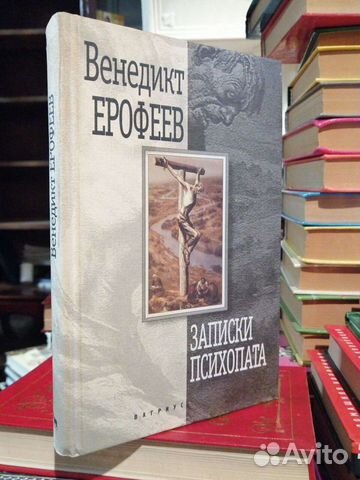 Венедикт
ЕРОФЕЕВ
ЗАПИСКИ
ПСИХОПАТА
ВАГРИУС
Венедикт ЕРОФЕЕВ
Avito